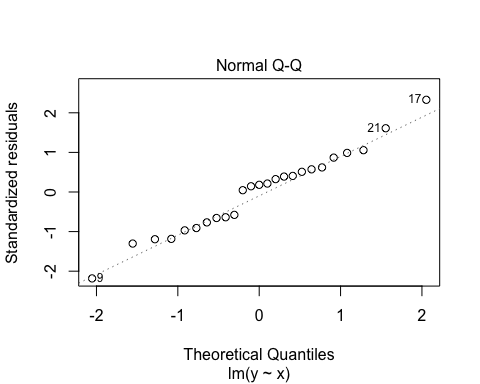 Normal Q-Q
Standardized residuals
2
1
0
-1
-2
17
21
9
-2 -1 0 1 2
Theoretical Quantiles
lm(y ~ x)